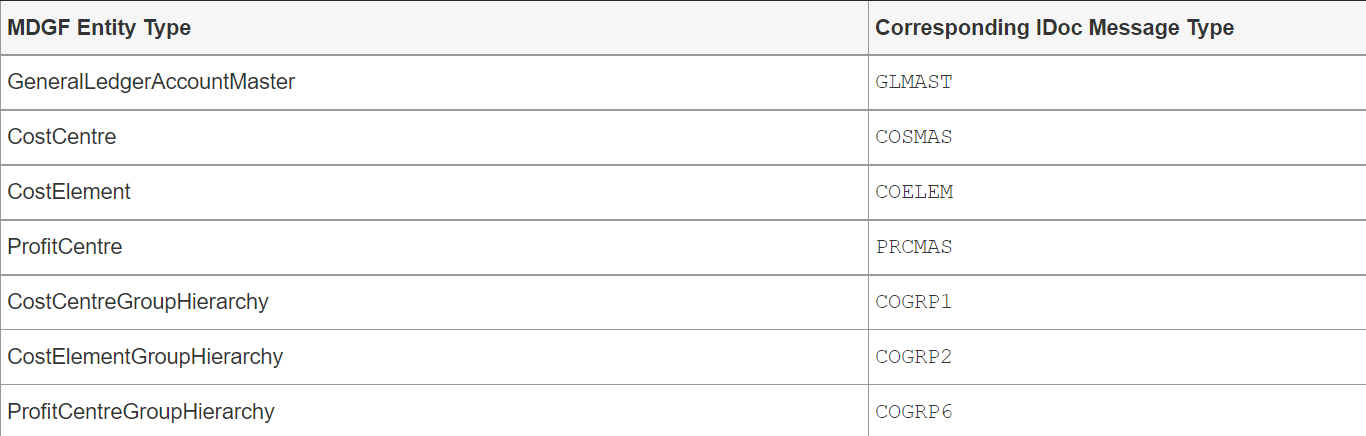 MDGF Entity Type Corresponding IDoc Message Type
GeneralLedgerAccountMaster GLMAST
CostCentre COSMAS
CostElement COELEM
ProfitCentre PRCMAS
CostCentreGroupHierarchy COGRP1
CostElementGroupHierarchy COGRP2
ProfitCentreGroupHierarchy COGRP6